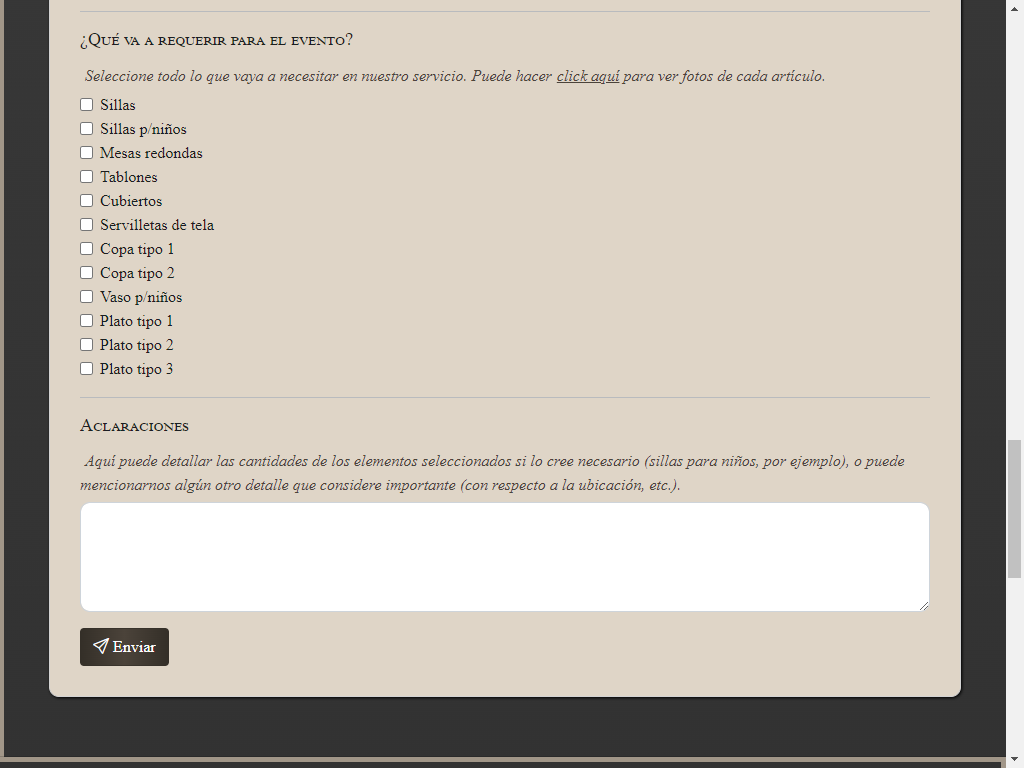 ¿Qué va a requerir para el evento?
Seleccione todo lo que vaya a necesitar en nuestro servicio. Puede hacer click aquí para ver fotos de cada artículo.
Sillas
Sillas p/niños
Mesas redondas
Tablones
Cubiertos
Servilletas de tela
Copa tipo 1
Copa tipo 2
Vaso p/niños
Plato tipo 1
Plato tipo 2
Plato tipo 3
Aclaraciones
Aquí puede detallar las cantidades de los elementos seleccionados si lo cree necesario (sillas para niños, por ejemplo), o puede
mencionarnos algún otro detalle que considere importante (con respecto a la ubicación, etc.).
Enviar